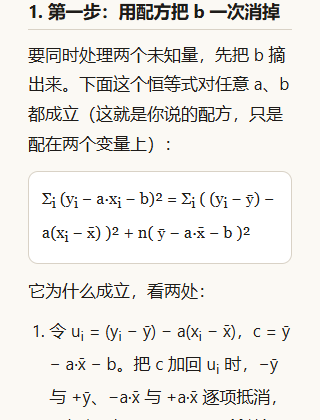 1. 第一步：用配方把 b 一次消掉
要同时处理两个未知量，先把 b 摘
出来。下面这个恒等式对任意 a、b
都成立（这就是你说的配方，只是
配在两个变量上）：
Σᵢ (yᵢ − a·xᵢ − b)² = Σᵢ ( (yᵢ − ȳ) −
a(xᵢ − x̄) )² + n( ȳ − a·x̄ − b )²
它为什么成立，看两处：
1. 令 uᵢ = (yᵢ − ȳ) − a(xᵢ − x̄)，c = ȳ
− a·x̄ − b。把 c 加回 uᵢ 时，−ȳ
与 +ȳ、−a·x̄ 与 +a·x̄ 逐项抵消，